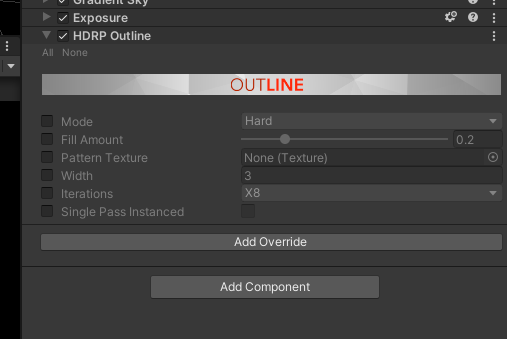 Gradient Sky
Exposure
HDRP Outline
All None
OUTLINE
Mode Hard
Fill Amount 0.2
Pattern Texture None (Texture)
Width 3
Iterations X8
Single Pass Instanced
Add Override
Add Component